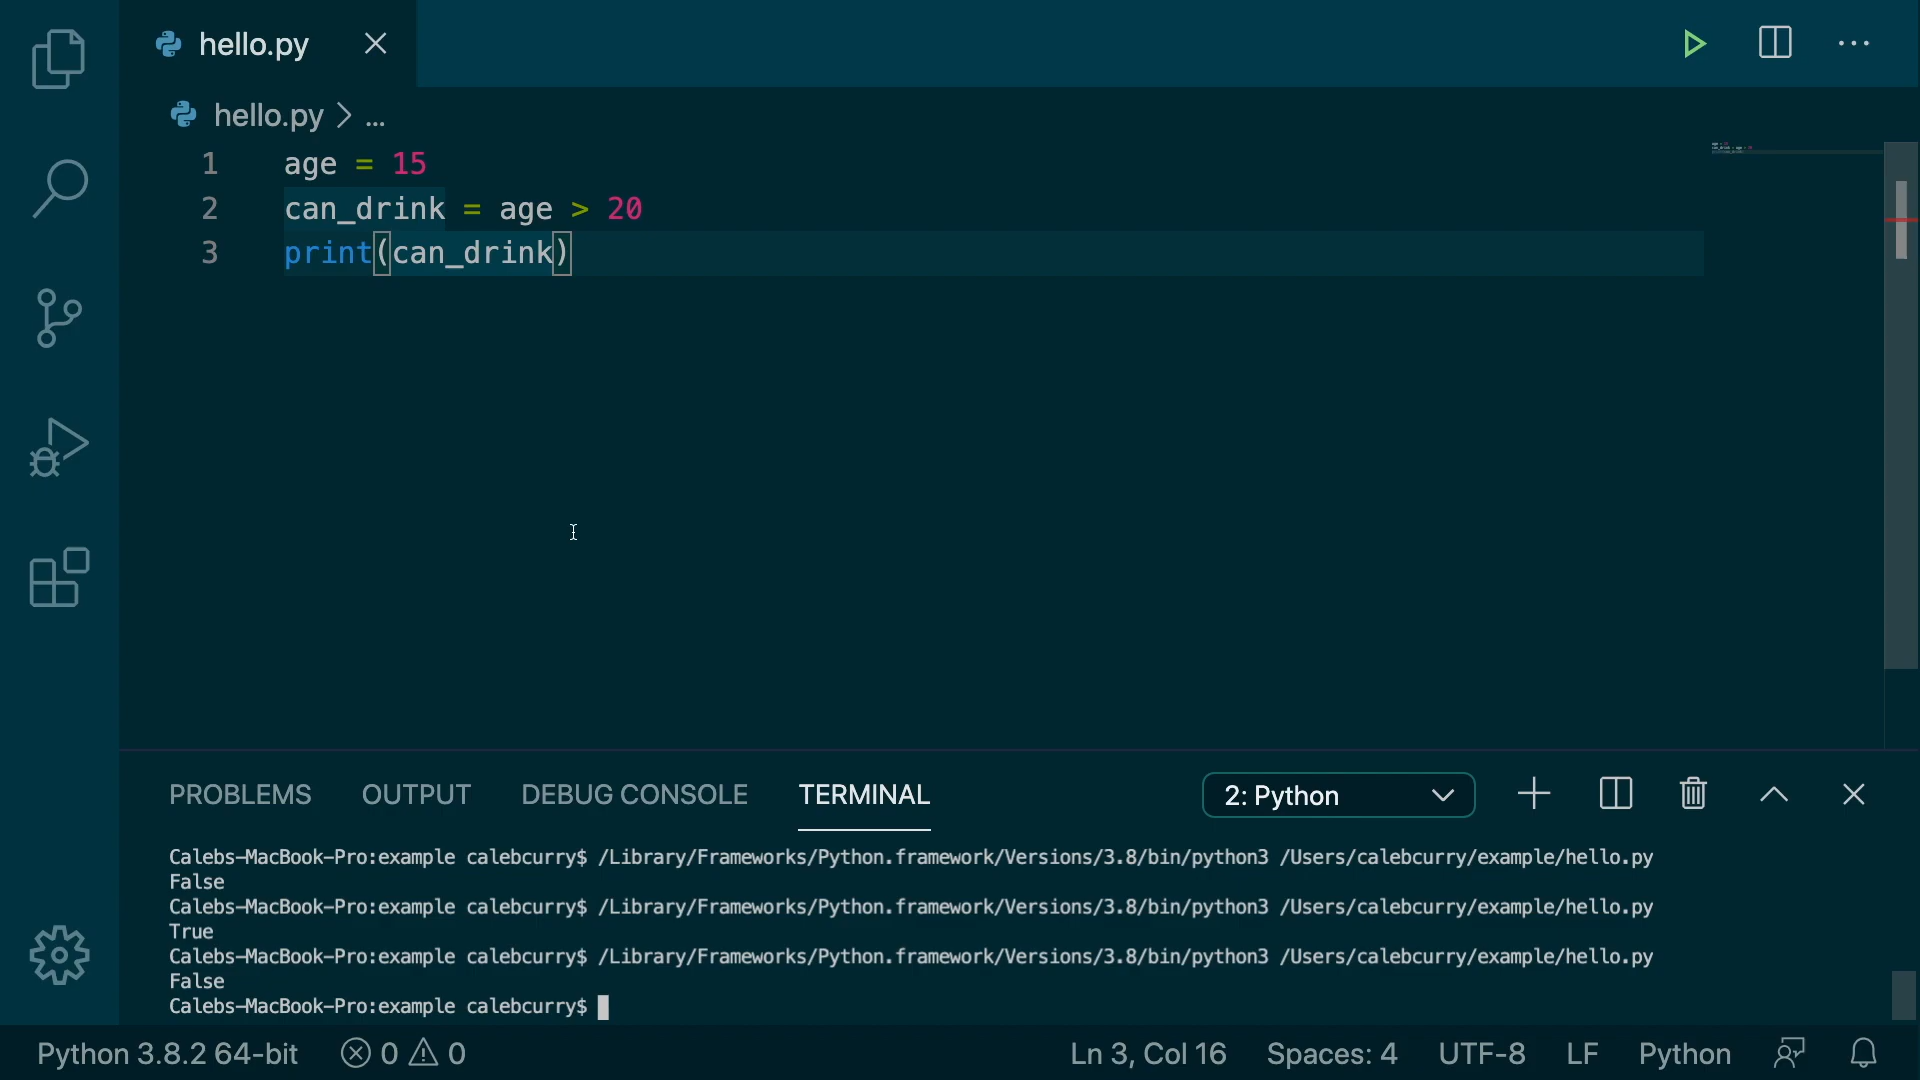 hello.py
hello.py > ...
1 age = 15
2 can_drink = age > 20
3 print(can_drink)
PROBLEMS OUTPUT DEBUG CONSOLE TERMINAL 2: Python
Calebs-MacBook-Pro:example calebcurry$ /Library/Frameworks/Python.framework/Versions/3.8/bin/python3 /Users/calebcurry/example/hello.py
False
Calebs-MacBook-Pro:example calebcurry$ /Library/Frameworks/Python.framework/Versions/3.8/bin/python3 /Users/calebcurry/example/hello.py
True
Calebs-MacBook-Pro:example calebcurry$ /Library/Frameworks/Python.framework/Versions/3.8/bin/python3 /Users/calebcurry/example/hello.py
False
Calebs-MacBook-Pro:example calebcurry$
Python 3.8.2 64-bit 0 0 Ln 3, Col 16 Spaces: 4 UTF-8 LF Python